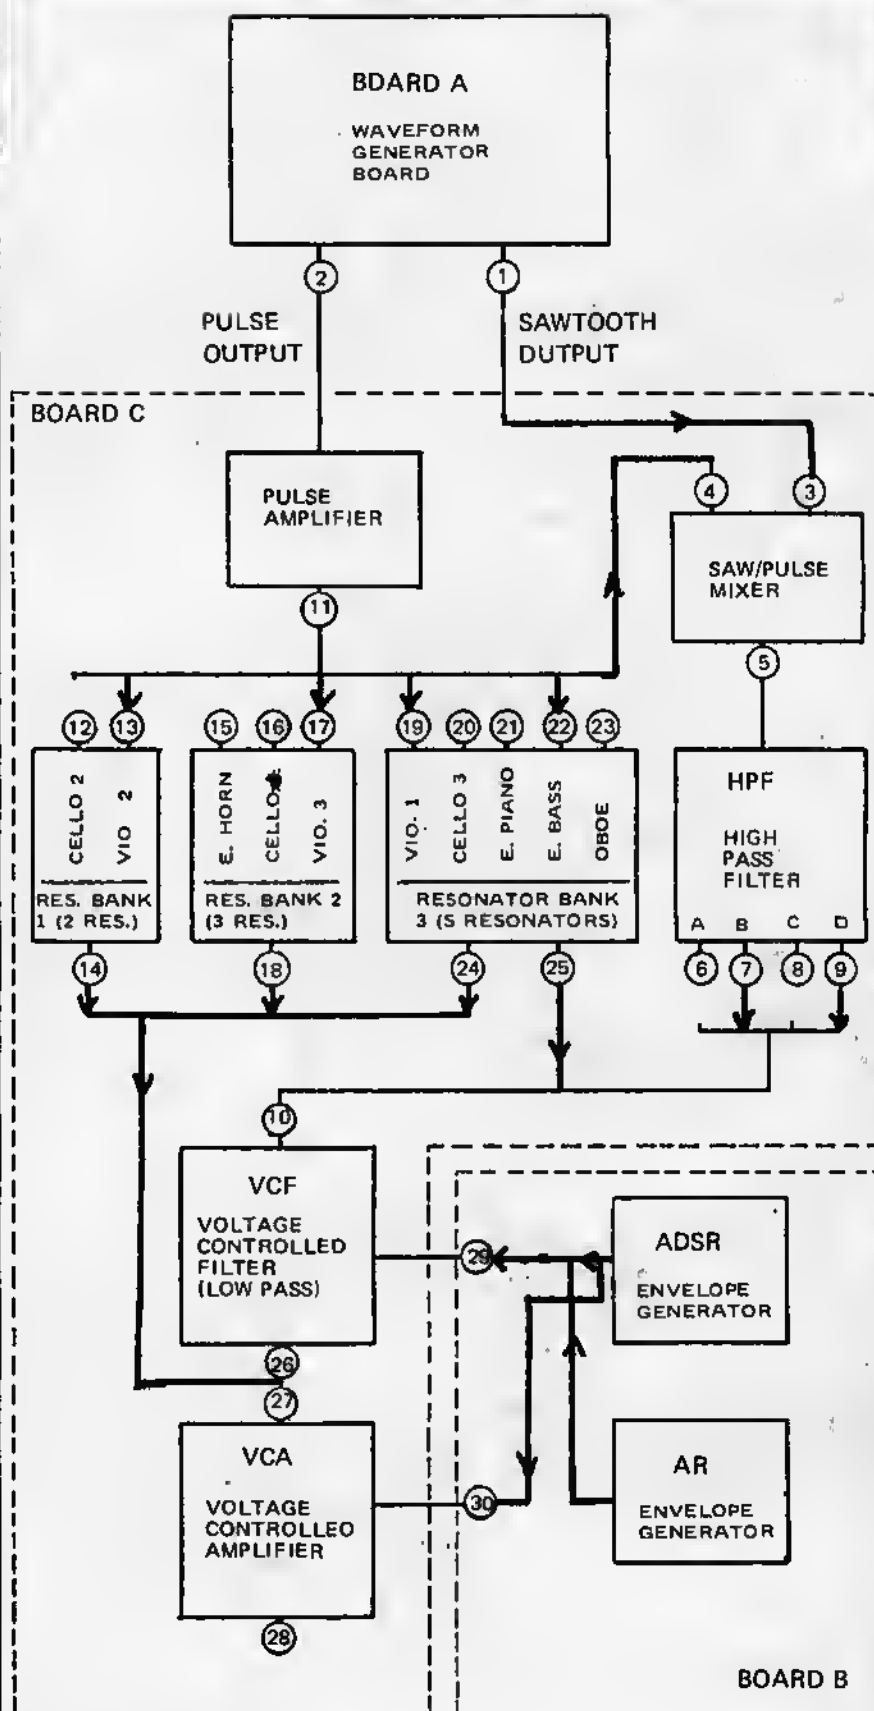 BDARD A
WAVEFORM
GENERATOR
BOARD
2
1
PULSE
OUTPUT
SAWTOOTH
DUTPUT
BOARD C
PULSE
AMPLIFIER
4
3
SAW/PULSE
MIXER
11
5
12
13
15
16
17
19
20
21
22
23
CELLO 2
VIO 2
E. HORN
CELLO
VIO. 3
VIO. 1
CELLO 3
E. PIANO
E. BASS
OBOE
RES. BANK
1 (2 RES.)
RES. BANK 2
(3 RES.)
RESONATOR BANK
3 (5 RESONATORS)
HPF
HIGH
PASS
FILTER
A B C D
14
18
24
25
6
7
8
9
10
VCF
VOLTAGE
CONTROLLED
FILTER
(LOW PASS)
29
ADSR
ENVELOPE
GENERATOR
26
27
VCA
VOLTAGE
CONTROLLEO
AMPLIFIER
30
AR
ENVELOPE
GENERATOR
28
BOARD B